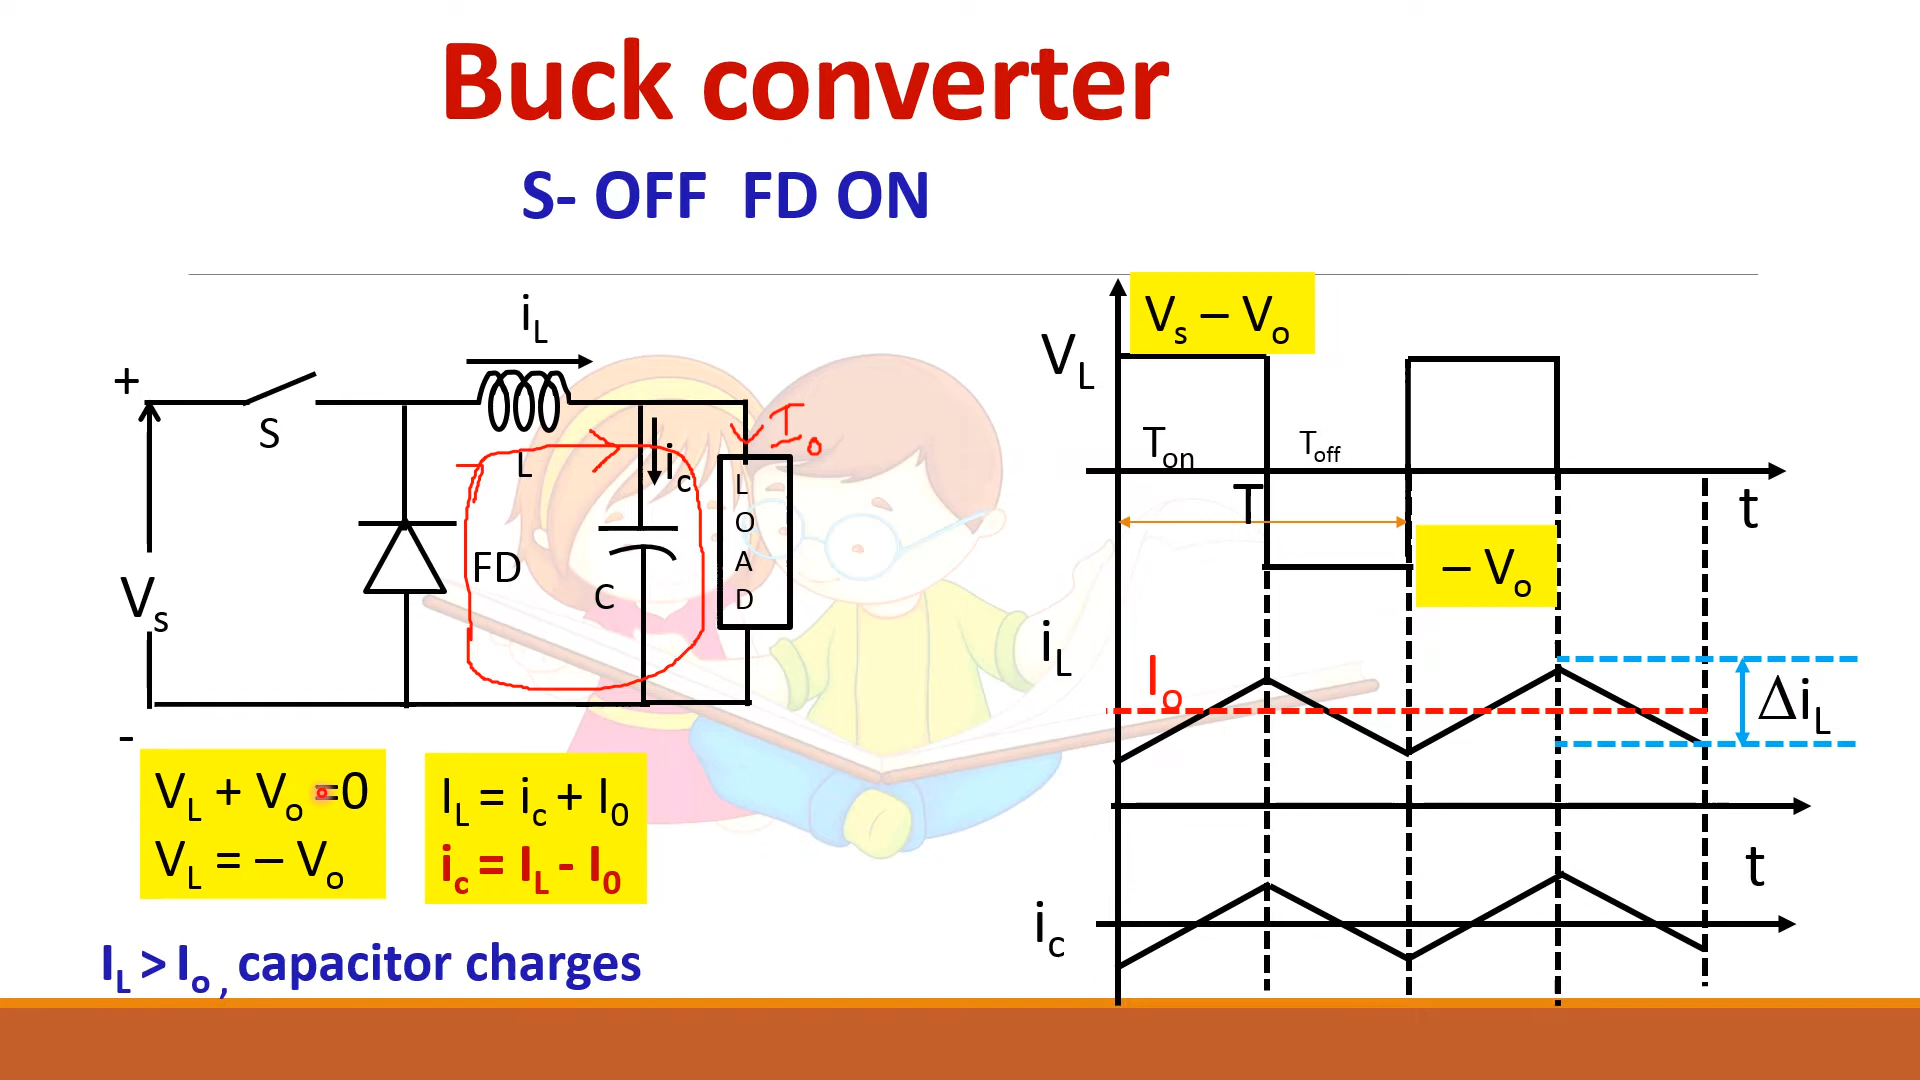 Buck converter
S- OFF FD ON
iL
+
S
L
ic
Io
LOAD
FD
C
Vs
-
VL + Vo =0
VL = – Vo
IL = ic + I0
ic = IL - I0
IL > Io , capacitor charges
Vs – Vo
VL
Ton
Toff
T
t
– Vo
iL
Io
ΔiL
t
ic